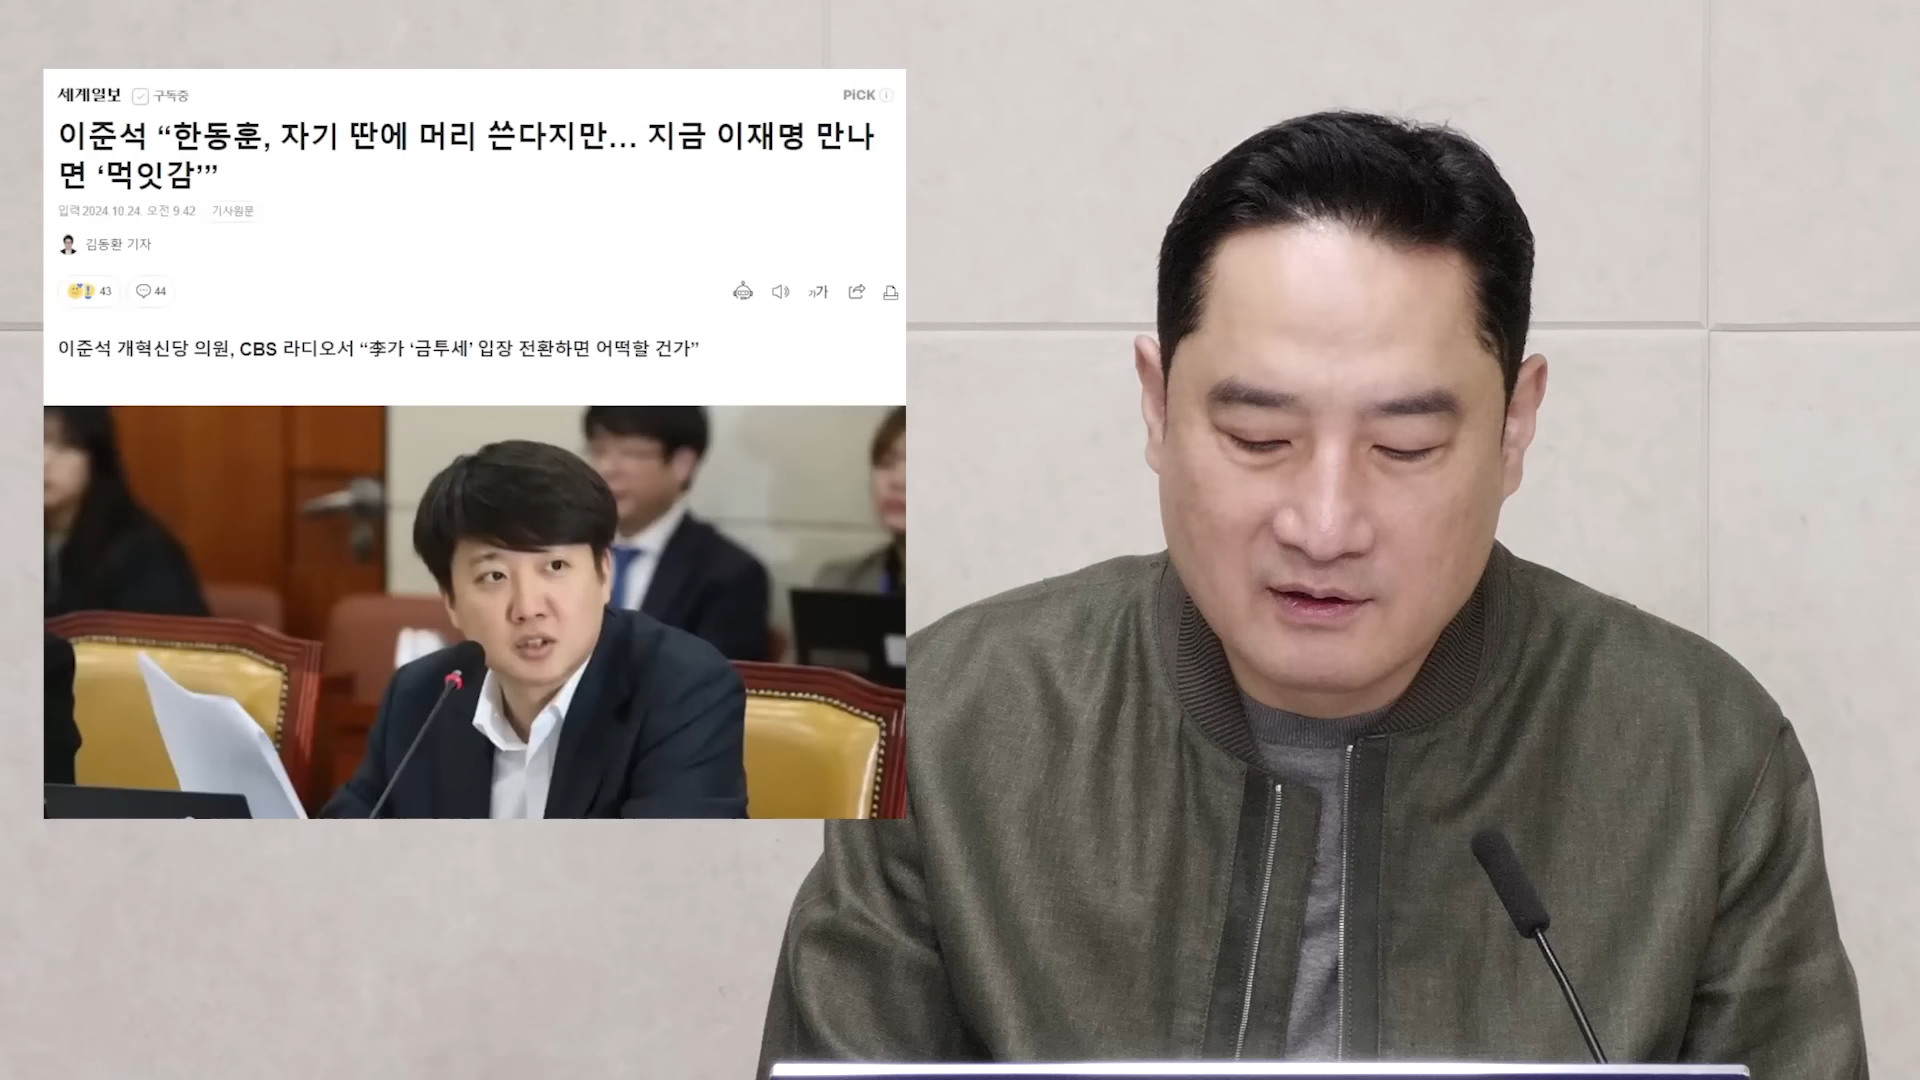 세계일보 구독중
PiCK
이준석 “한동훈, 자기 딴에 머리 쓴다지만… 지금 이재명 만나
면 ‘먹잇감’”
입력 2024.10.24. 오전 9:42 기사원문
김동환 기자
43 44
가가
이준석 개혁신당 의원, CBS 라디오서 “李가 ‘금투세’ 입장 전환하면 어떡할 건가”